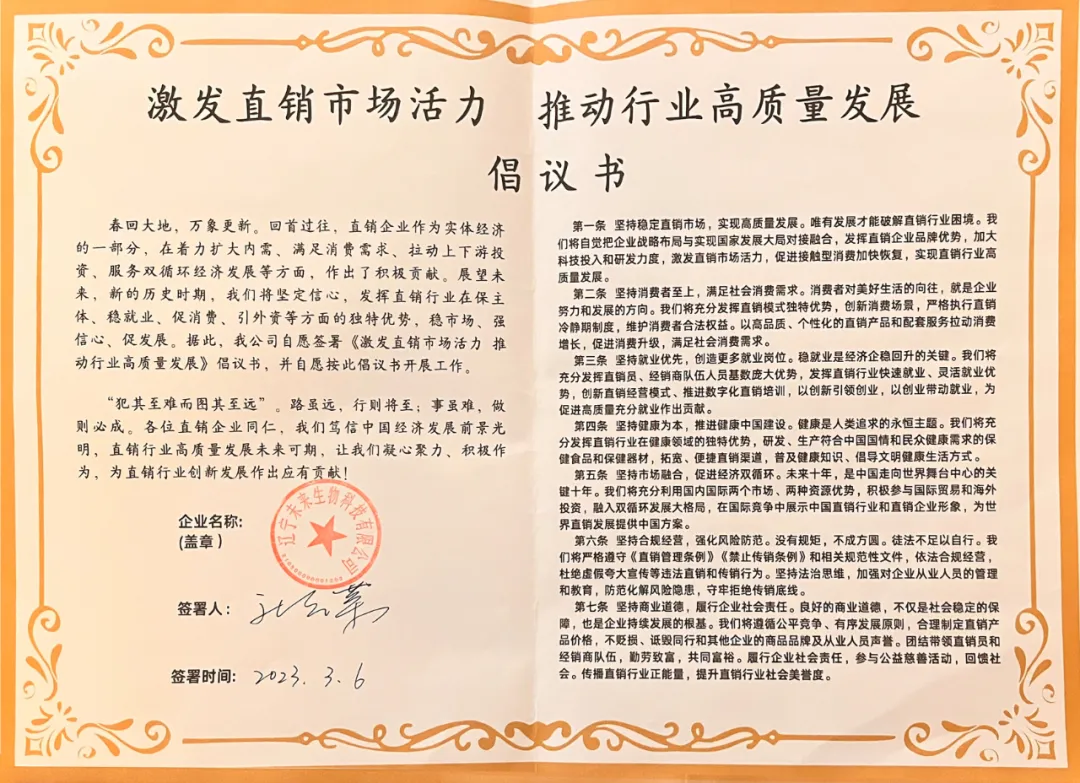 激发直销市场活力 推动行业高质量发展
倡议书
春回大地，万象更新。回首过往，直销企业作为实体经济
的一部分，在着力扩大内需、满足消费需求、拉动上下游投
资、服务双循环经济发展等方面，作出了积极贡献。展望未
来，新的历史时期，我们将坚定信心，发挥直销行业在保主
体、稳就业、促消费、引外资等方面的独特优势，稳市场、强
信心、促发展。据此，我公司自愿签署《激发直销市场活力 推
动行业高质量发展》倡议书，并自愿按此倡议书开展工作。
“犯其至难而图其至远”。路虽远，行则将至；事虽难，做
则必成。各位直销企业同仁，我们笃信中国经济发展前景光
明，直销行业高质量发展未来可期，让我们凝心聚力、积极作
为，为直销行业创新发展作出应有贡献！
企业名称：
(盖章）
辽宁未来生物科技有限公司
签署人：
签署时间：2023.3.6
第一条 坚持稳定直销市场，实现高质量发展。唯有发展才能破解直销行业困境。我
们将自觉把企业战略布局与实现国家发展大局对接融合，发挥直销企业品牌优势，加大
科技投入和研发力度，激发直销市场活力，促进接触型消费加快恢复，实现直销行业高
质量发展。
第二条 坚持消费者至上，满足社会消费需求。消费者对美好生活的向往，就是企业
努力和发展的方向。我们将充分发挥直销模式独特优势，创新消费场景，严格执行直销
冷静期制度，维护消费者合法权益。以高品质、个性化的直销产品和配套服务拉动消费
增长，促进消费升级，满足社会消费需求。
第三条 坚持就业优先，创造更多就业岗位。稳就业是经济企稳回升的关键。我们将
充分发挥直销员、经销商队伍人员基数庞大优势，发挥直销行业快速就业、灵活就业优
势，创新直销经营模式、推进数字化直销培训，以创新引领创业，以创业带动就业，为
促进高质量充分就业作出贡献。
第四条 坚持健康为本，推进健康中国建设。健康是人类追求的永恒主题。我们将充
分发挥直销行业在健康领域的独特优势，研发、生产符合中国国情和民众健康需求的保
健食品和保健器材，拓宽、便捷直销渠道，普及健康知识、倡导文明健康生活方式。
第五条 坚持市场融合，促进经济双循环。未来十年，是中国走向世界舞台中心的关
键十年。我们将充分利用国内国际两个市场、两种资源优势，积极参与国际贸易和海外
投资，融入双循环发展大格局，在国际竞争中展示中国直销行业和直销企业形象，为世
界直销发展提供中国方案。
第六条 坚持合规经营，强化风险防范。没有规矩，不成方圆。徒法不足以自行。我
们将严格遵守《直销管理条例》《禁止传销条例》和相关规范性文件，依法合规经营，
杜绝虚假夸大宣传等违法直销和传销行为。坚持法治思维，加强对企业从业人员的管理
和教育，防范化解风险隐患，守牢拒绝传销底线。
第七条 坚持商业道德，履行企业社会责任。良好的商业道德，不仅是社会稳定的保
障，也是企业持续发展的根基。我们将遵循公平竞争、有序发展原则，合理制定直销产
品价格，不贬损、诋毁同行和其他企业的商品品牌及从业人员声誉。团结带领直销员和
经销商队伍，勤劳致富，共同富裕。履行企业社会责任，参与公益慈善活动，回馈社
会。传播直销行业正能量，提升直销行业社会美誉度。